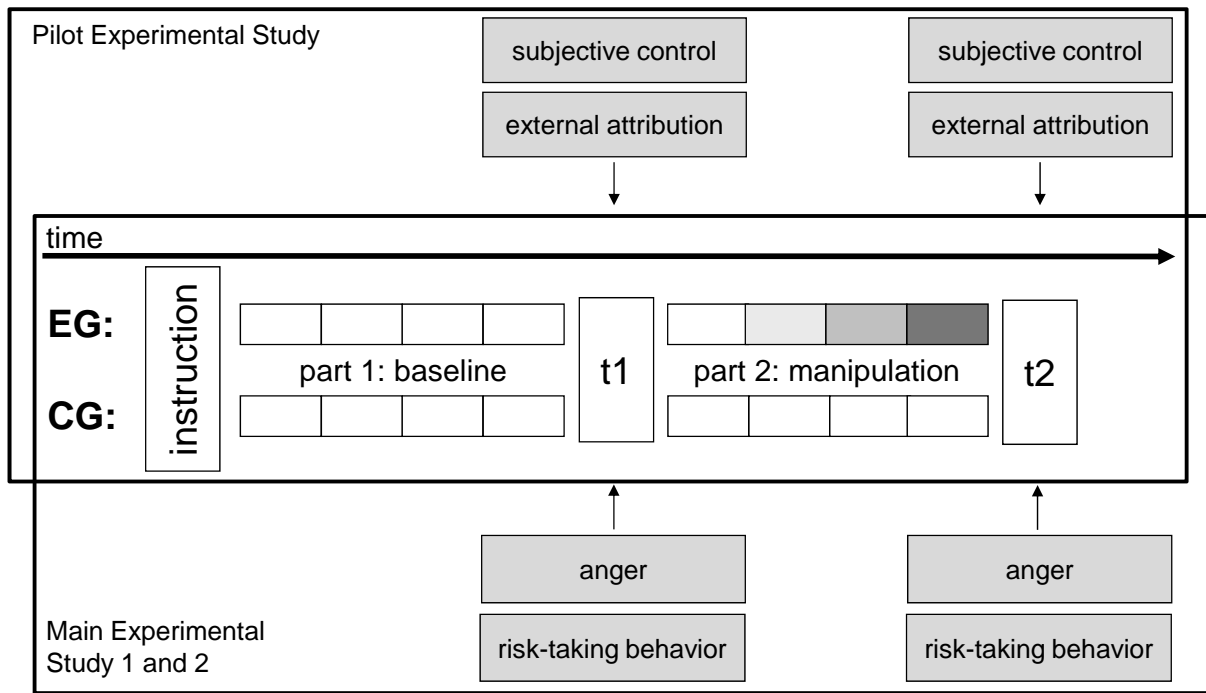 Pilot Experimental Study
subjective control
subjective control
external attribution
external attribution
time
instruction
EG:
part 1: baseline
t1
part 2: manipulation
t2
CG:
anger
anger
Main Experimental
Study 1 and 2
risk-taking behavior
risk-taking behavior